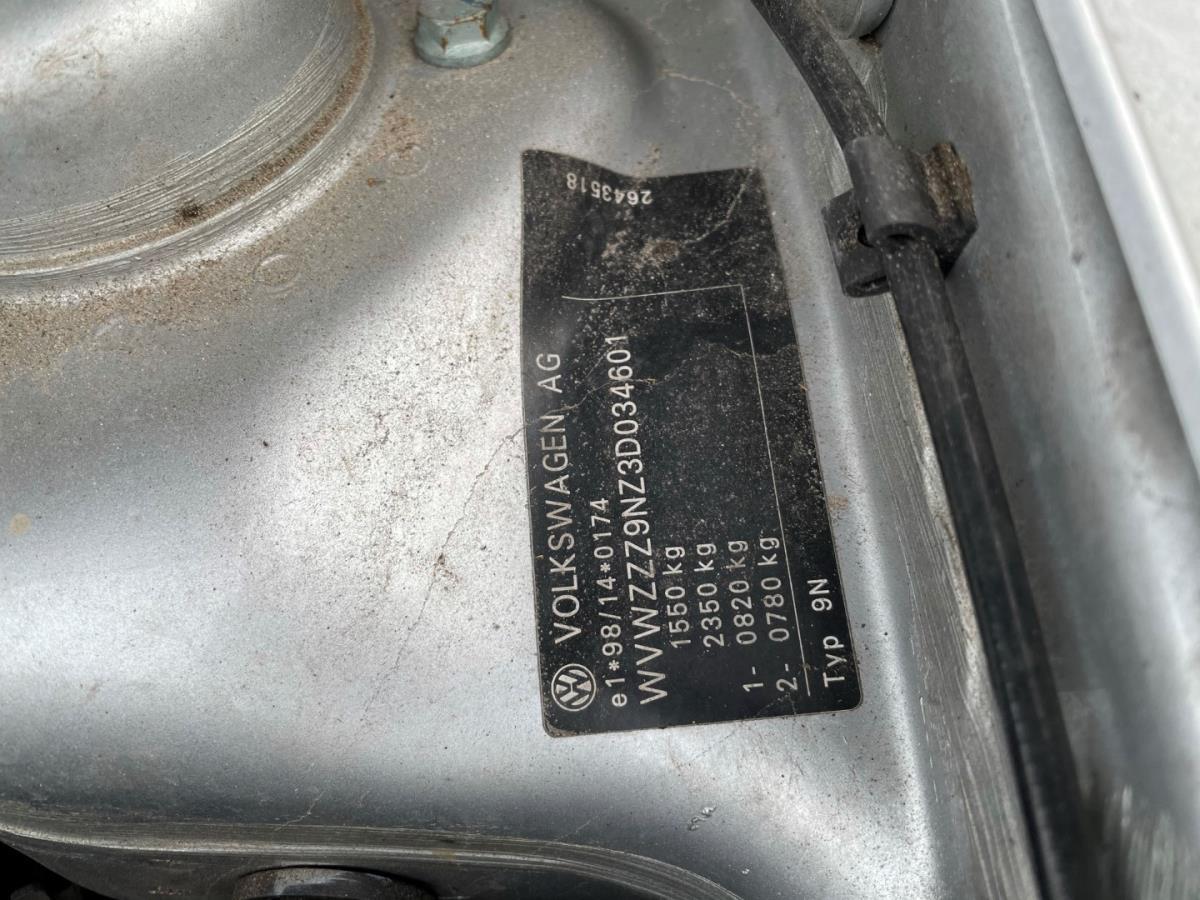 VOLKSWAGEN AG
e1*98/14*0174
WVWZZZ9NZ3D034601
1550 kg
2350 kg
1- 0820 kg
2- 0780 kg
Typ 9N
2643518